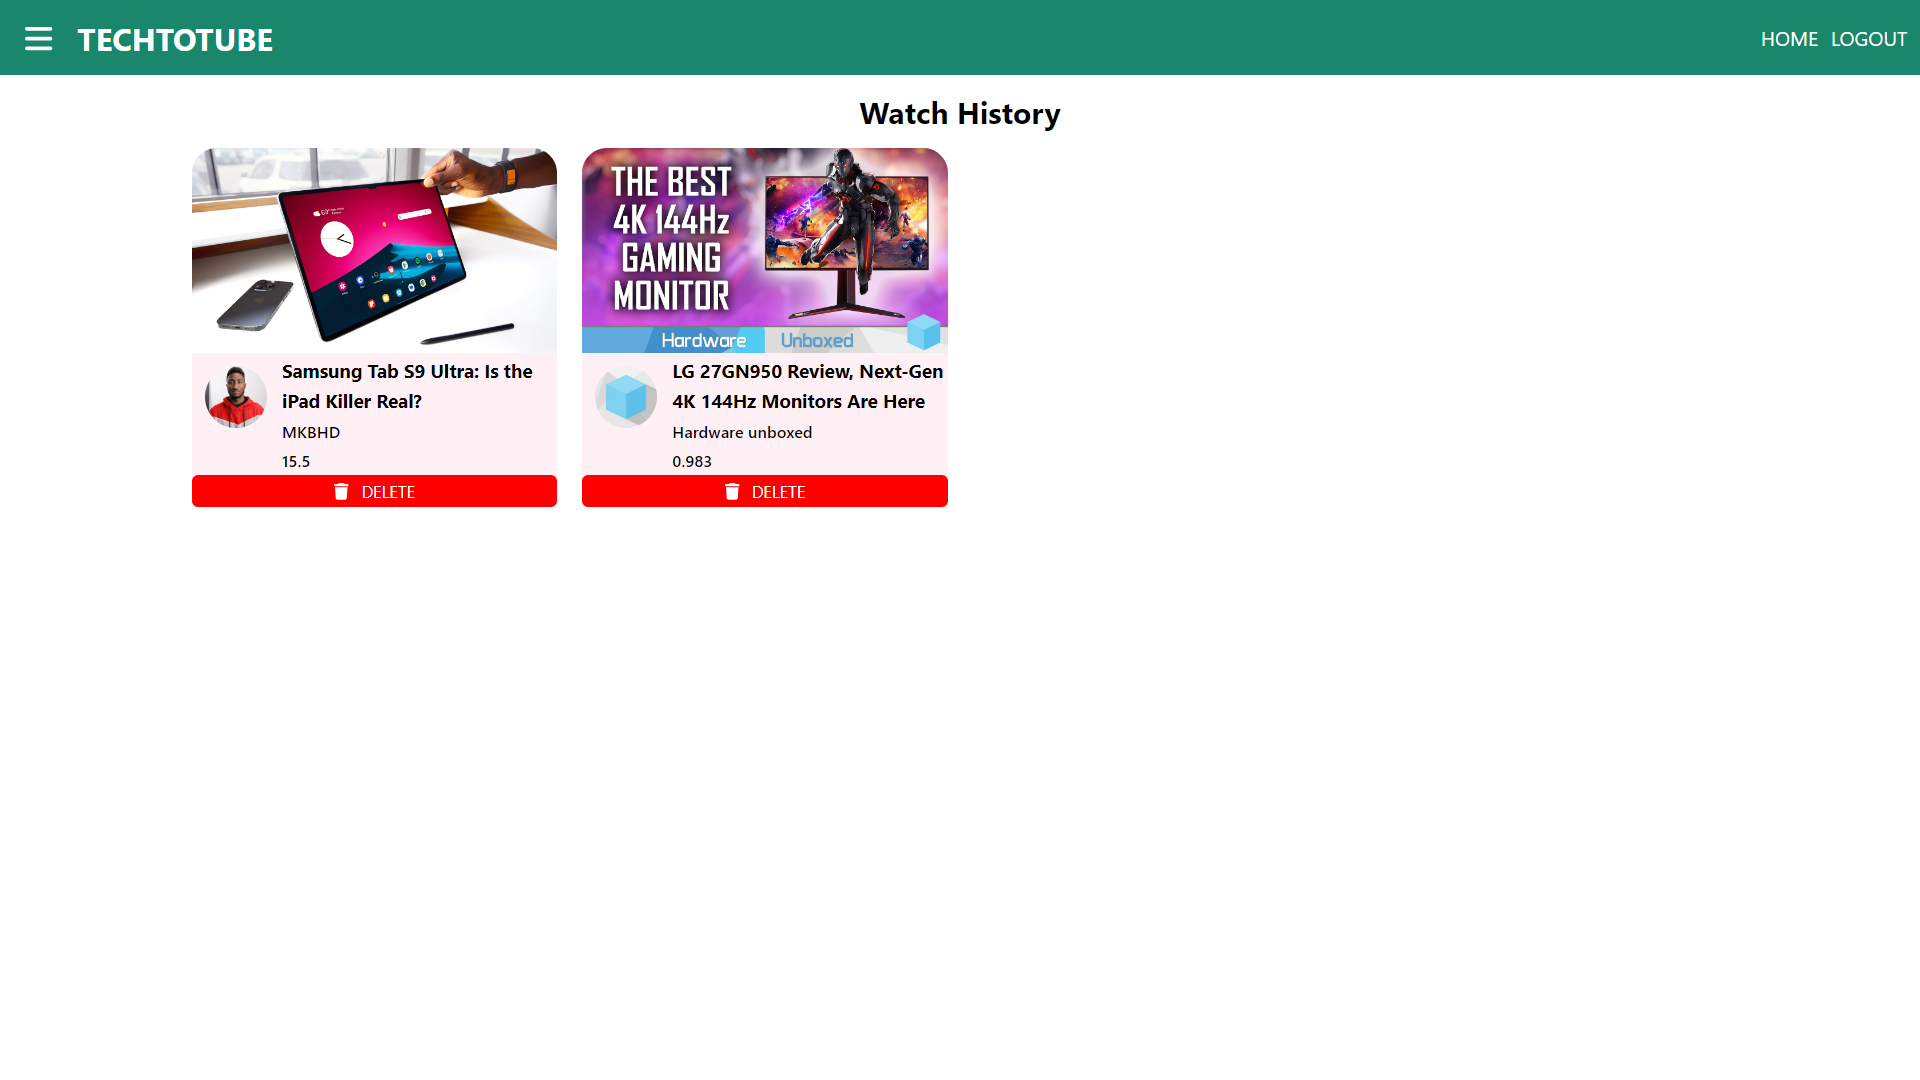 TECHTOTUBE
HOME LOGOUT
Watch History
THE BEST
4K 144Hz
GAMING
MONITOR
Hardware Unboxed
Samsung Tab S9 Ultra: Is the
iPad Killer Real?
MKBHD
15.5
DELETE
LG 27GN950 Review, Next-Gen
4K 144Hz Monitors Are Here
Hardware unboxed
0.983
DELETE